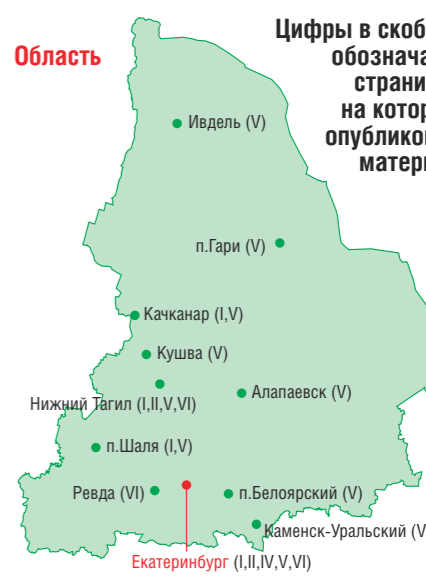 Область
Цифры в скоб
обознача
страни
на котор
опубликов
матери
Ивдель (V)
п.Гари (V)
Качканар (I,V)
Кушва (V)
Нижний Тагил (I,II,V,VI)
Алапаевск (V)
п.Шаля (I,V)
Ревда (VI)
п.Белоярский (V)
Каменск-Уральский (V
Екатеринбург (I,II,IV,V,VI)